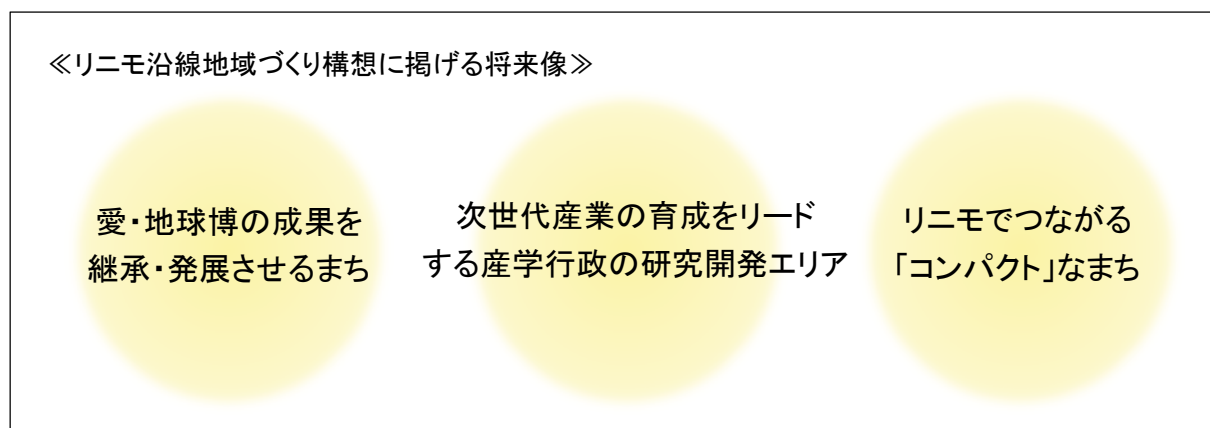 ≪リニモ沿線地域づくり構想に掲げる将来像≫
愛・地球博の成果を
継承・発展させるまち
次世代産業の育成をリード
する産学行政の研究開発エリア
リニモでつながる
「コンパクト」なまち